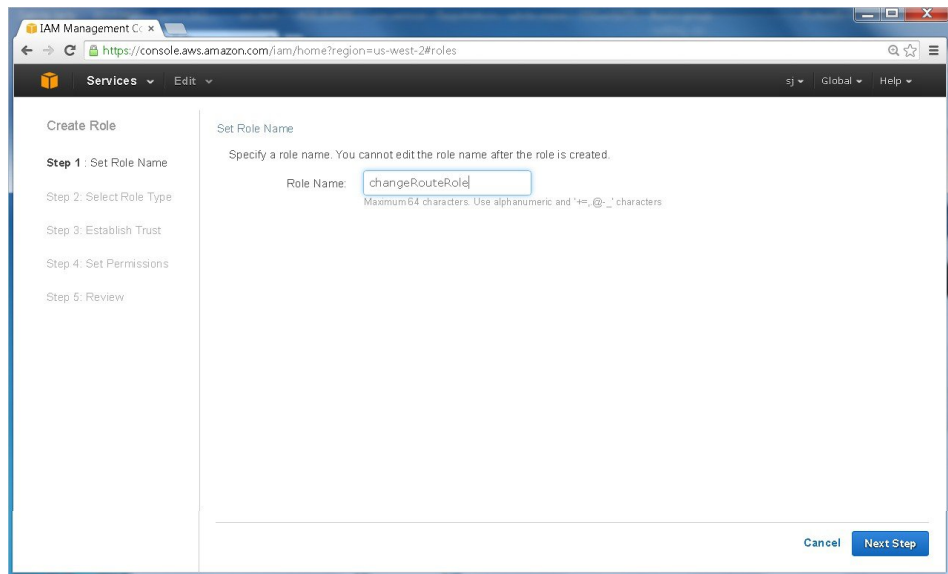 IAM Management Cc
https://console.aws.amazon.com/iam/home?region=us-west-2#roles
Services Edit sj Global Help
Create Role
Step 1 : Set Role Name
Step 2: Select Role Type
Step 3: Establish Trust
Step 4: Set Permissions
Step 5: Review
Set Role Name
Specify a role name. You cannot edit the role name after the role is created.
Role Name: changeRouteRole
Maximum 64 characters. Use alphanumeric and '+=,.@-_' characters
Cancel Next Step